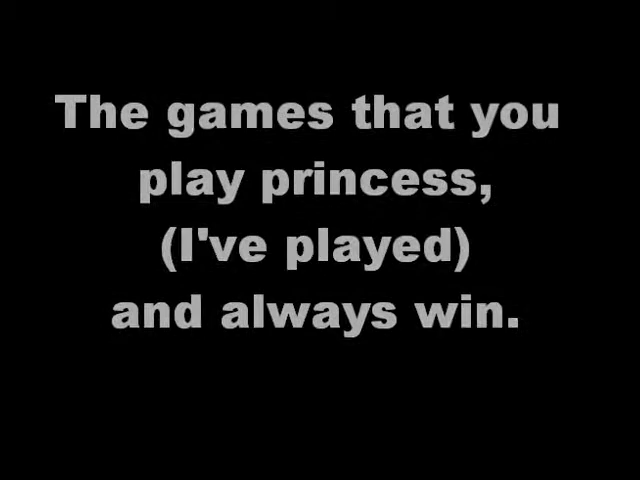 The games that you
play princess,
(I've played)
and always win.